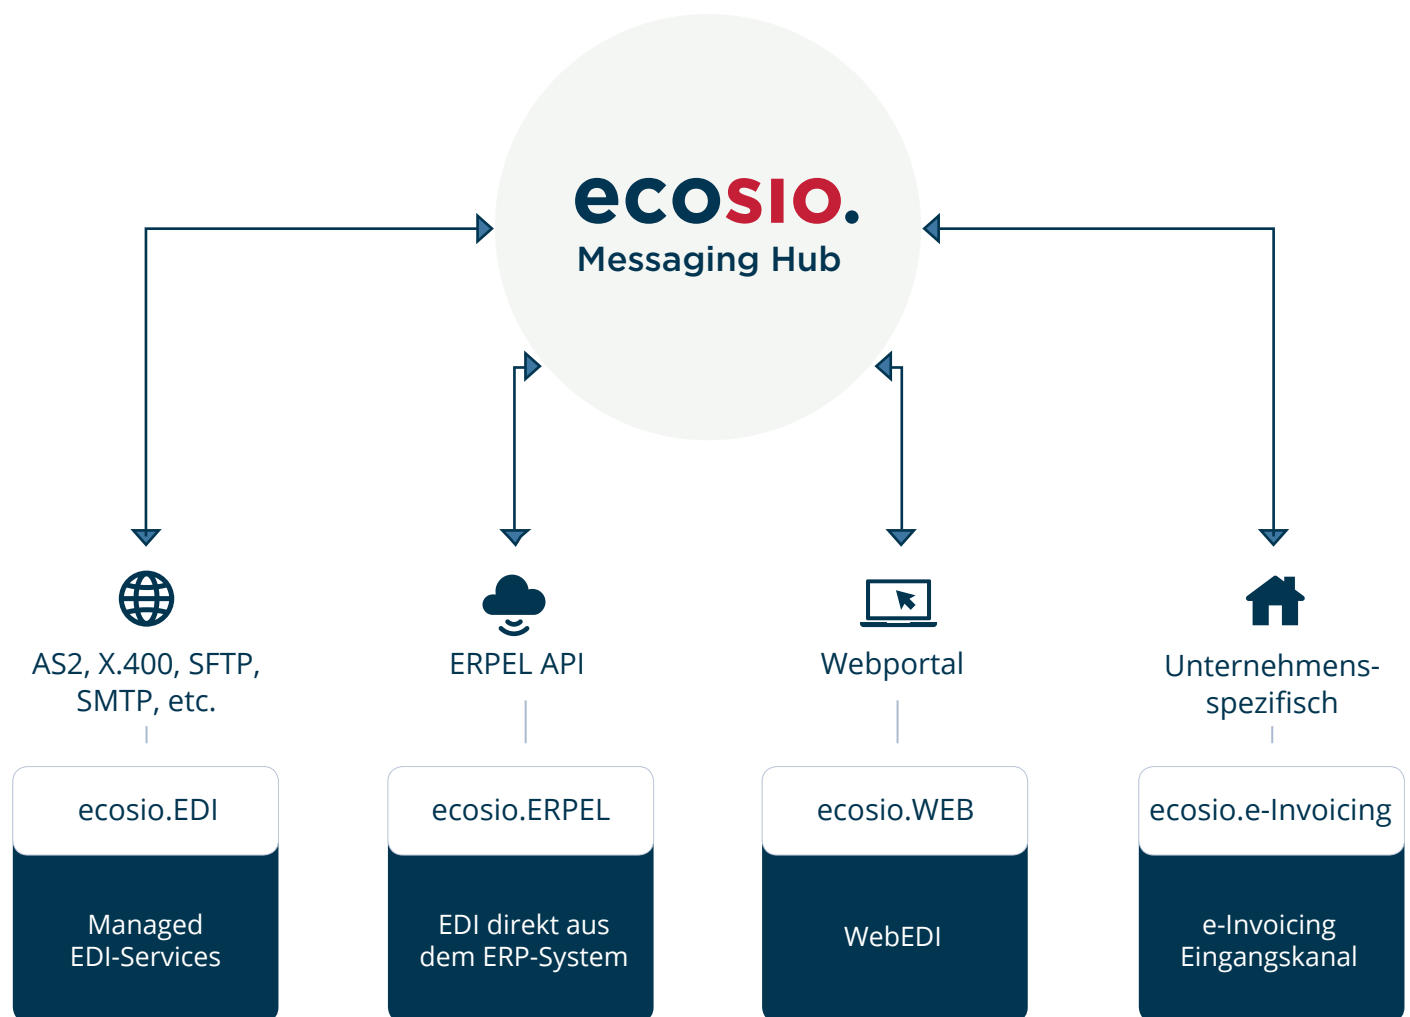 ecosio.
Messaging Hub
AS2, X.400, SFTP,
SMTP, etc.
ERPEL API
Webportal
Unternehmens-
spezifisch
ecosio.EDI
ecosio.ERPEL
ecosio.WEB
ecosio.e-Invoicing
Managed
EDI-Services
EDI direkt aus
dem ERP-System
WebEDI
e-Invoicing
Eingangskanal